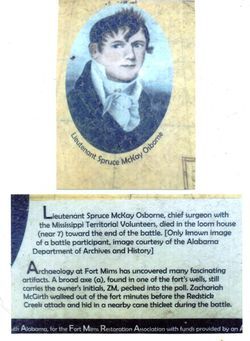 Lieutenant Spruce McKay Osborne
Lieutenant Spruce McKay Osborne, chief surgeon with
the Mississippi Territorial Volunteers, died in the loom house
(near 7) toward the end of the battle. [Only known image
of a battle participant, image courtesy of the Alabama
Department of Archives and History]
Archaeology at Fort Mims has uncovered many fascinating
artifacts. A broad axe (a), found in one of the fort's wells, still
carries the owner's initials, ZM, pecked into the poll. Zachariah
McGirth walked out of the fort minutes before the Redstick
Creek attack and hid in a nearby cane thicket during the battle.
uth Alabama, for the Fort Mims Restoration Association with funds provided by an A